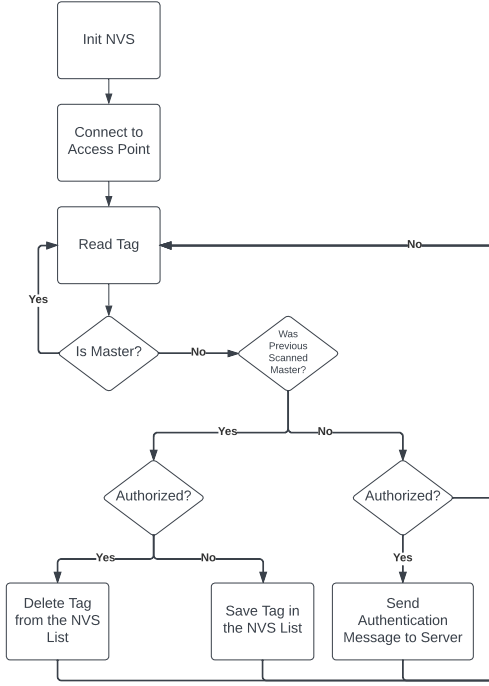 Init NVS
Connect to
Access Point
Read Tag
No
Yes
Is Master?
No
Was
Previous
Scanned
Master?
Yes
No
Authorized?
Authorized?
Yes
No
Yes
Delete Tag
from the NVS
List
Save Tag in
the NVS List
Send
Authentication
Message to Server